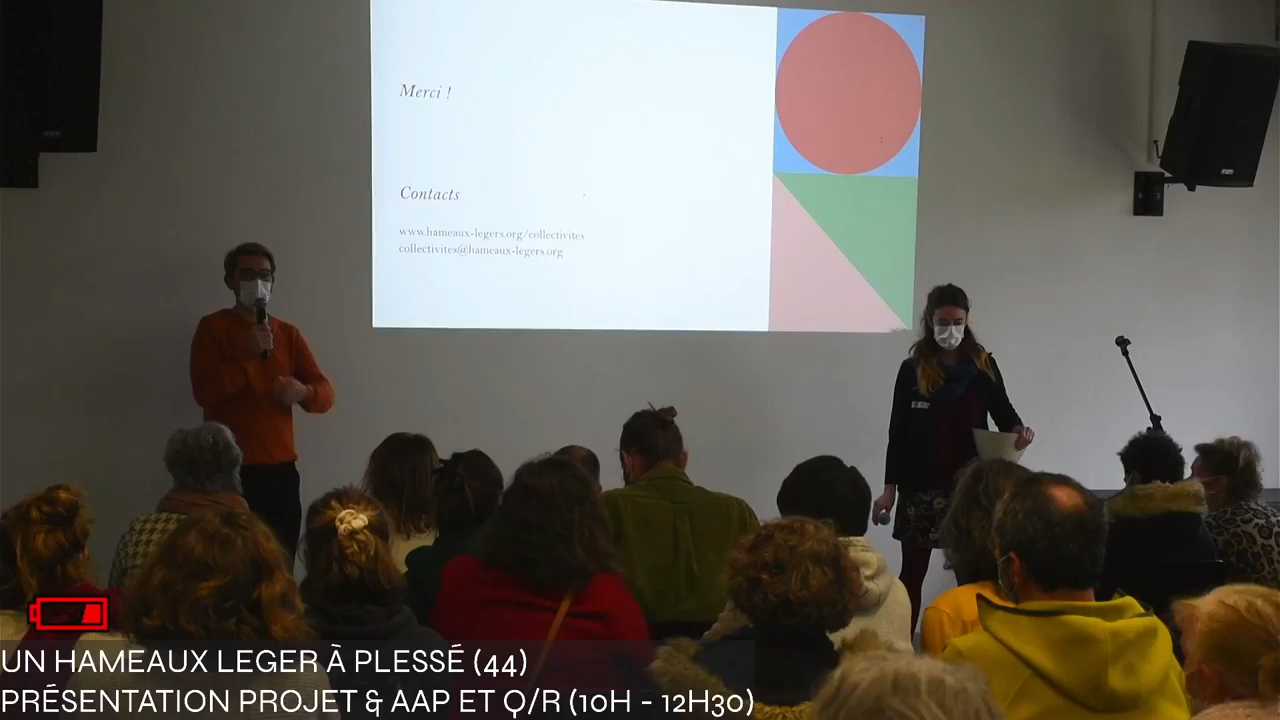 Merci !
Contacts
www.hameaux-legers.org/collectivites
collectivites@hameaux-legers.org
UN HAMEAUX LEGER À PLESSÉ (44)
PRÉSENTATION PROJET & AAP ET Q/R (10H - 12H30)